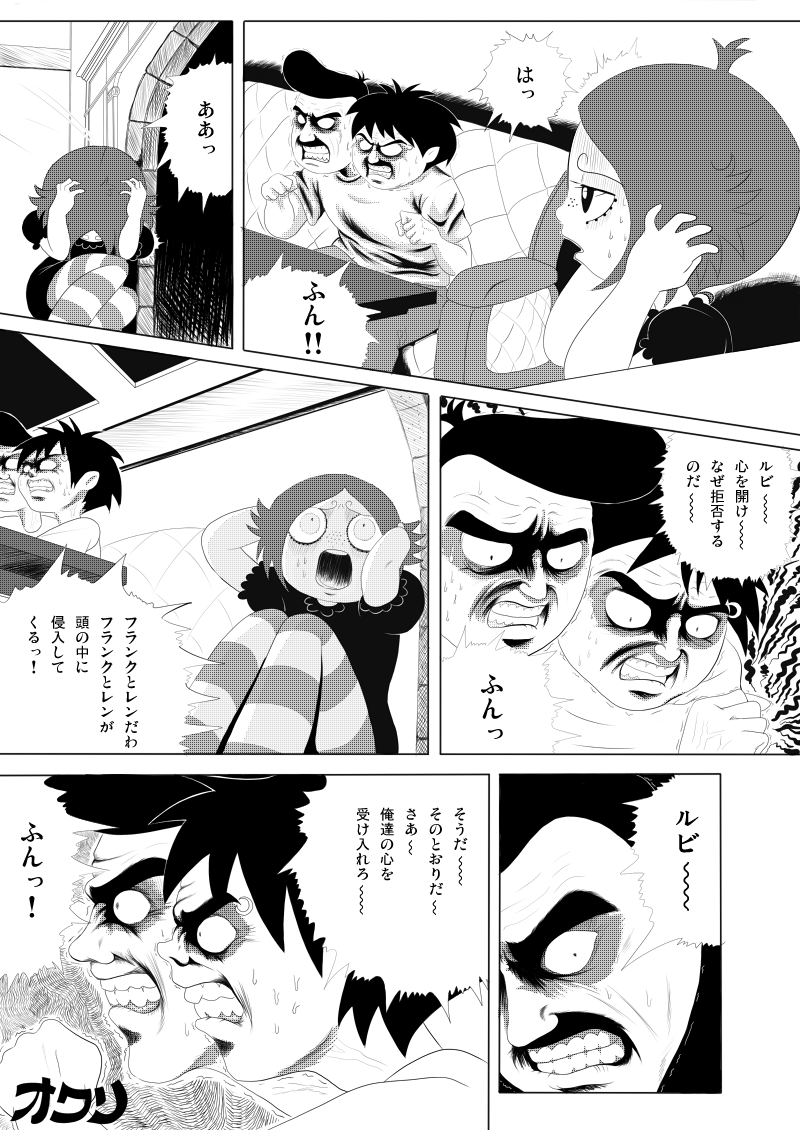 はっ
ふん!!
ああっ
ルビ〜〜
心を開け〜〜
なぜ拒否する
のだ〜〜
ふんっ
フランクとレンだわ
フランクとレンが
頭の中に
侵入して
くるっ!
ルビ〜〜
そうだ〜〜
そのとおりだ〜
さあ〜
俺達の心を
受け入れろ〜〜
ふんっ!
オクソ